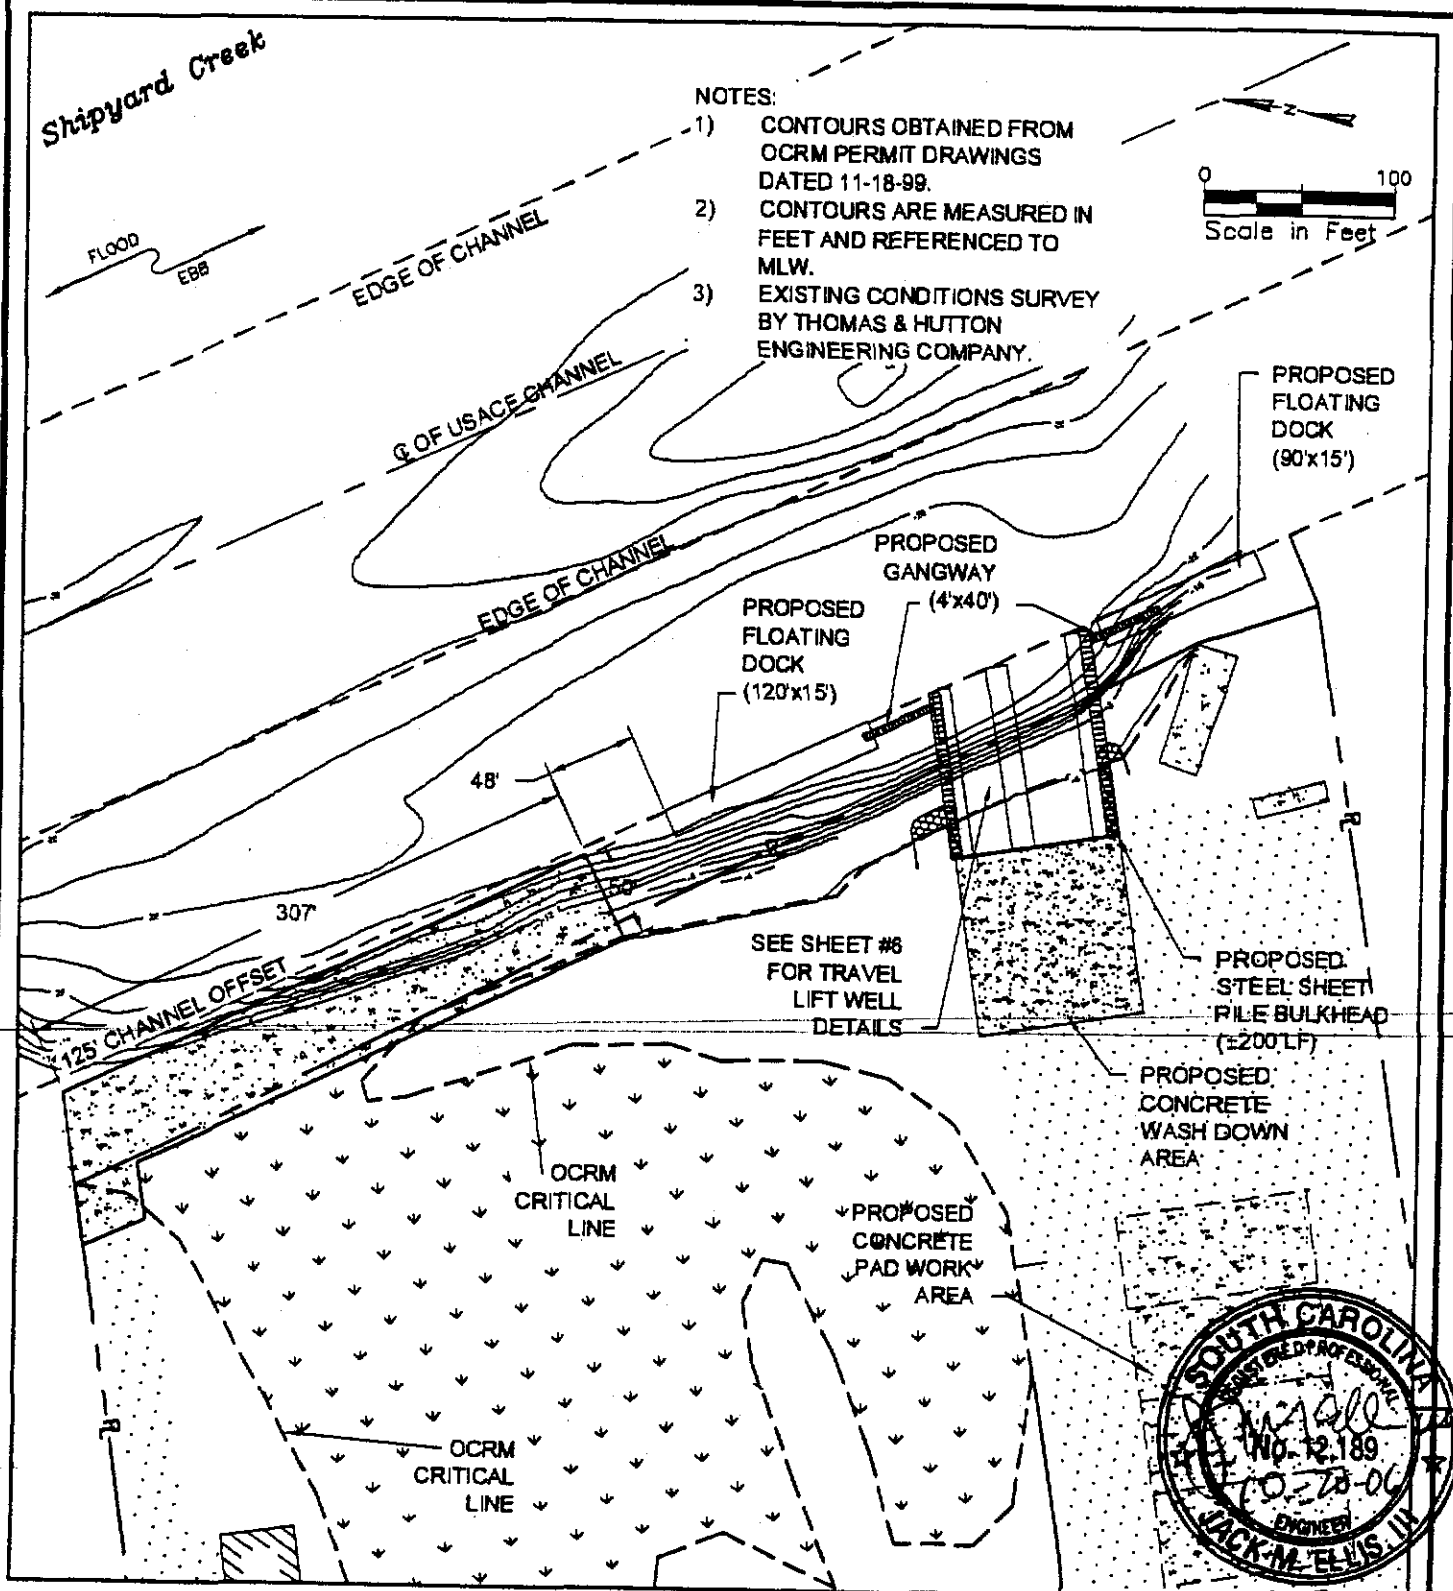 Shipyard Creek
NOTES:
1) CONTOURS OBTAINED FROM
OCRM PERMIT DRAWINGS
DATED 11-18-99.
2) CONTOURS ARE MEASURED IN
FEET AND REFERENCED TO
MLW.
3) EXISTING CONDITIONS SURVEY
BY THOMAS & HUTTON
ENGINEERING COMPANY.
Z
0 100
Scale in Feet
FLOOD
EBB
EDGE OF CHANNEL
℄ OF USACE CHANNEL
EDGE OF CHANNEL
PROPOSED
FLOATING
DOCK
(90'x15')
PROPOSED
GANGWAY
(4'x40')
PROPOSED
FLOATING
DOCK
(120'x15')
48'
50'
307'
125' CHANNEL OFFSET
SEE SHEET #6
FOR TRAVEL
LIFT WELL
DETAILS
PROPOSED
STEEL SHEET
PILE BULKHEAD
(±200 LF)
PROPOSED
CONCRETE
WASH DOWN
AREA
OCRM
CRITICAL
LINE
PROPOSED
CONCRETE
PAD WORK
AREA
OCRM
CRITICAL
LINE
SOUTH CAROLINA
REGISTERED PROFESSIONAL
No. 12,189
ENGINEER
JACK M. ELLIS, III